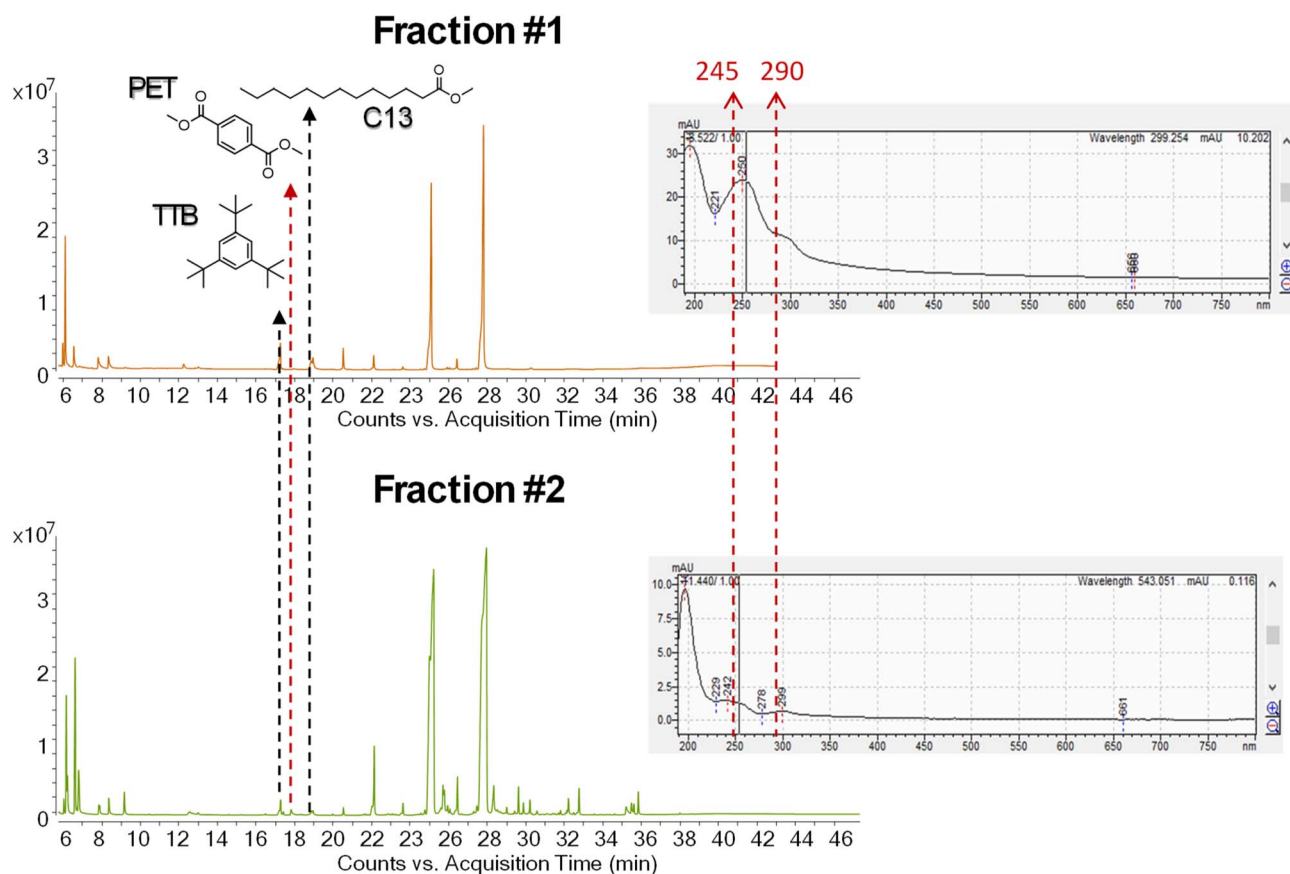 Fraction #1
245 290
x10⁷
PET
C13
TTB
O
O
O
O
O
O
3
2
1
0
6 8 10 12 14 16 18 20 22 24 26 28 30 32 34 36 38 40 42 44 46
Counts vs. Acquisition Time (min)
mAU
Wavelength 299.254 mAU 10.202
30
20
10
0
221
250
200 250 300 350 400 450 500 550 600 650 700 750 nm
Fraction #2
x10⁷
3
2
1
0
6 8 10 12 14 16 18 20 22 24 26 28 30 32 34 36 38 40 42 44 46
Counts vs. Acquisition Time (min)
mAU
Wavelength 543.051 mAU 0.116
10.0
7.5
5.0
2.5
0.0
229
242
278
299
661
200 250 300 350 400 450 500 550 600 650 700 750 nm